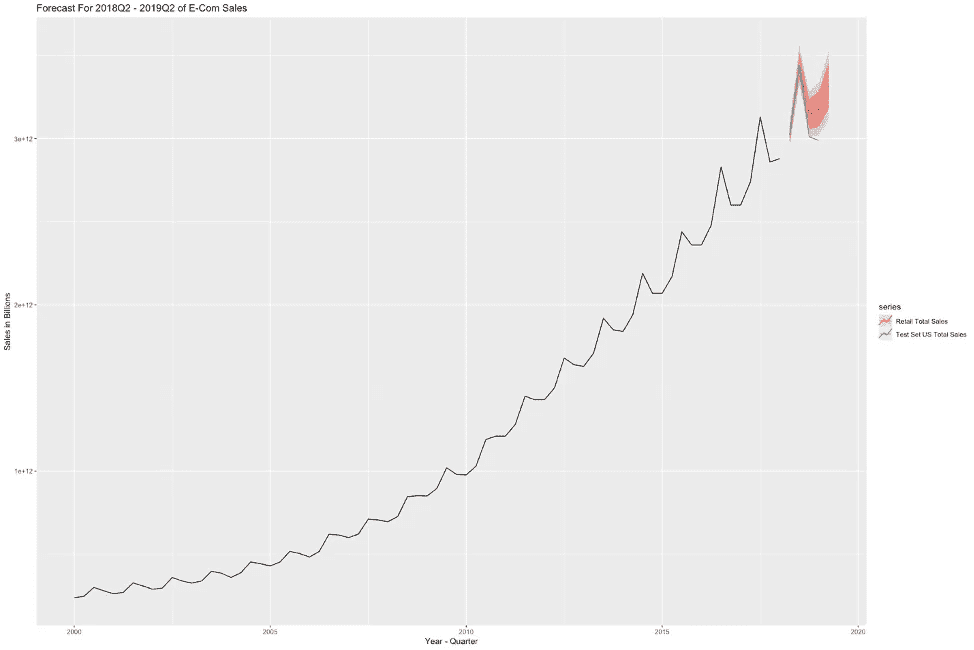 Forecast For 2018Q2 - 2019Q2 of E-Com Sales
3e+12
2e+12
1e+12
Sales in Billions
2000
2005
2010
2015
2020
Year - Quarter
series
Retail Total Sales
Test Set US Total Sales